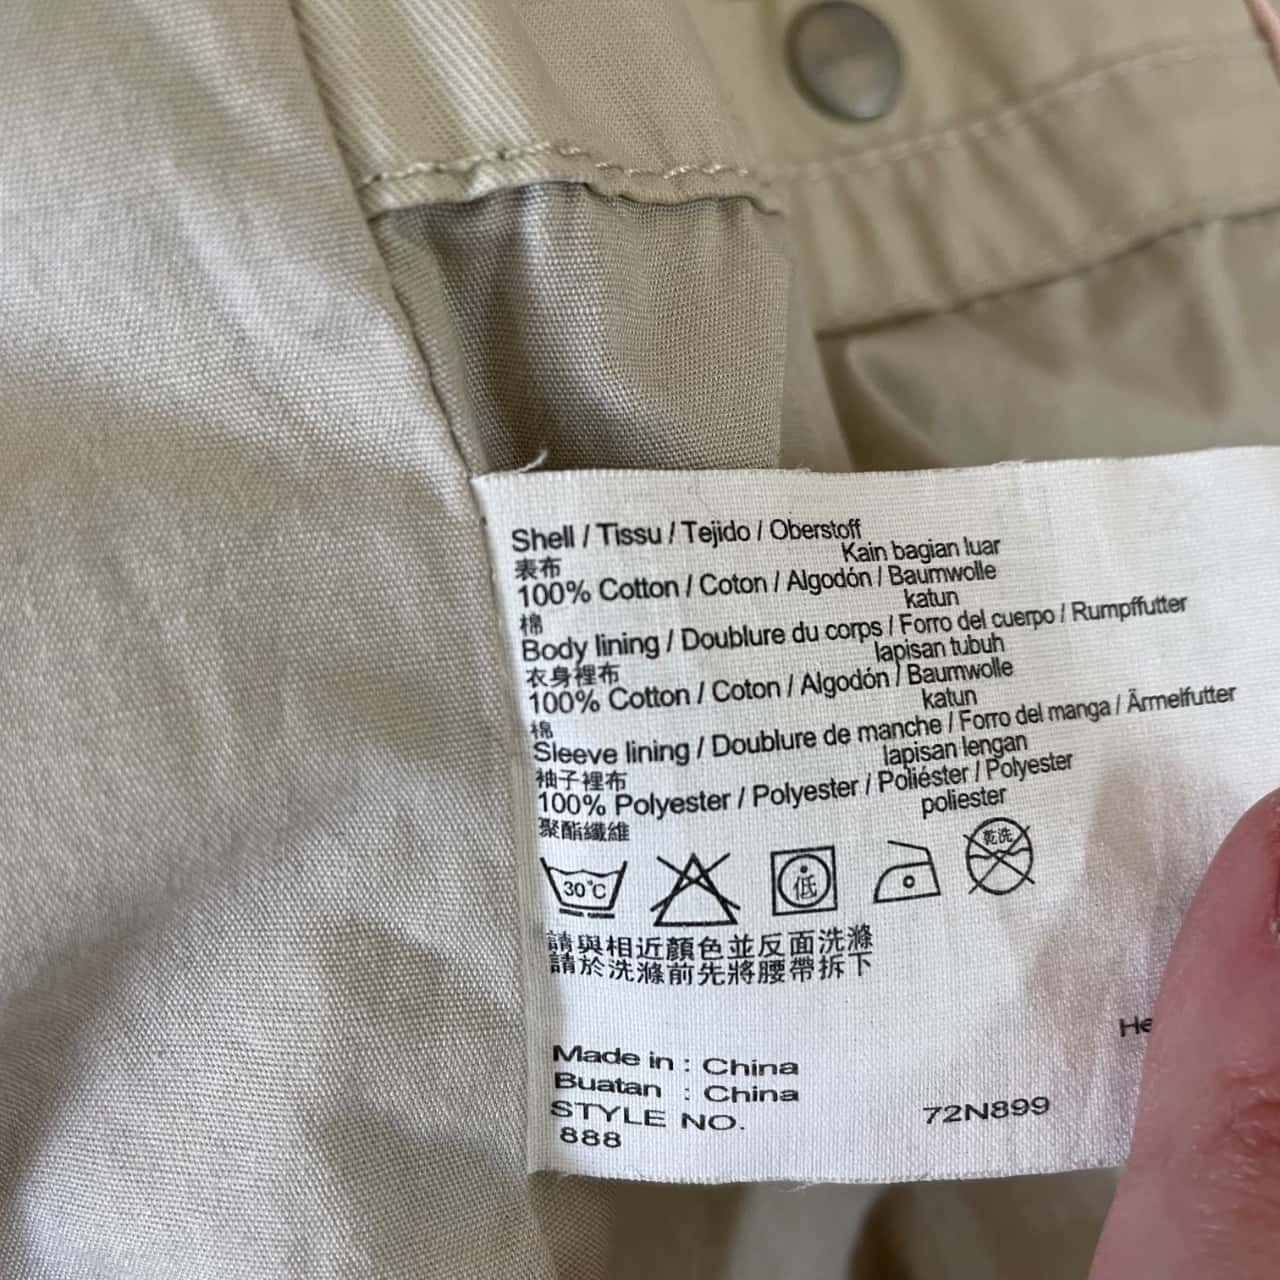 Shell / Tissu / Tejido / Oberstoff
Kain bagian luar
表布
100% Cotton / Coton / Algodón / Baumwolle
katun
棉
Body lining / Doublure du corps / Forro del cuerpo / Rumpffutter
lapisan tubuh
衣身裡布
100% Cotton / Coton / Algodón / Baumwolle
katun
棉
Sleeve lining / Doublure de manche / Forro del manga / Ärmelfutter
lapisan lengan
袖子裡布
100% Polyester / Polyester / Poliéster / Polyester
poliester
聚酯纖維
30°C 低 乾洗
請與相近顏色並反面洗滌
請於洗滌前先將腰帶拆下
He
Made in : China
Buatan : China
STYLE NO. 72N899
888